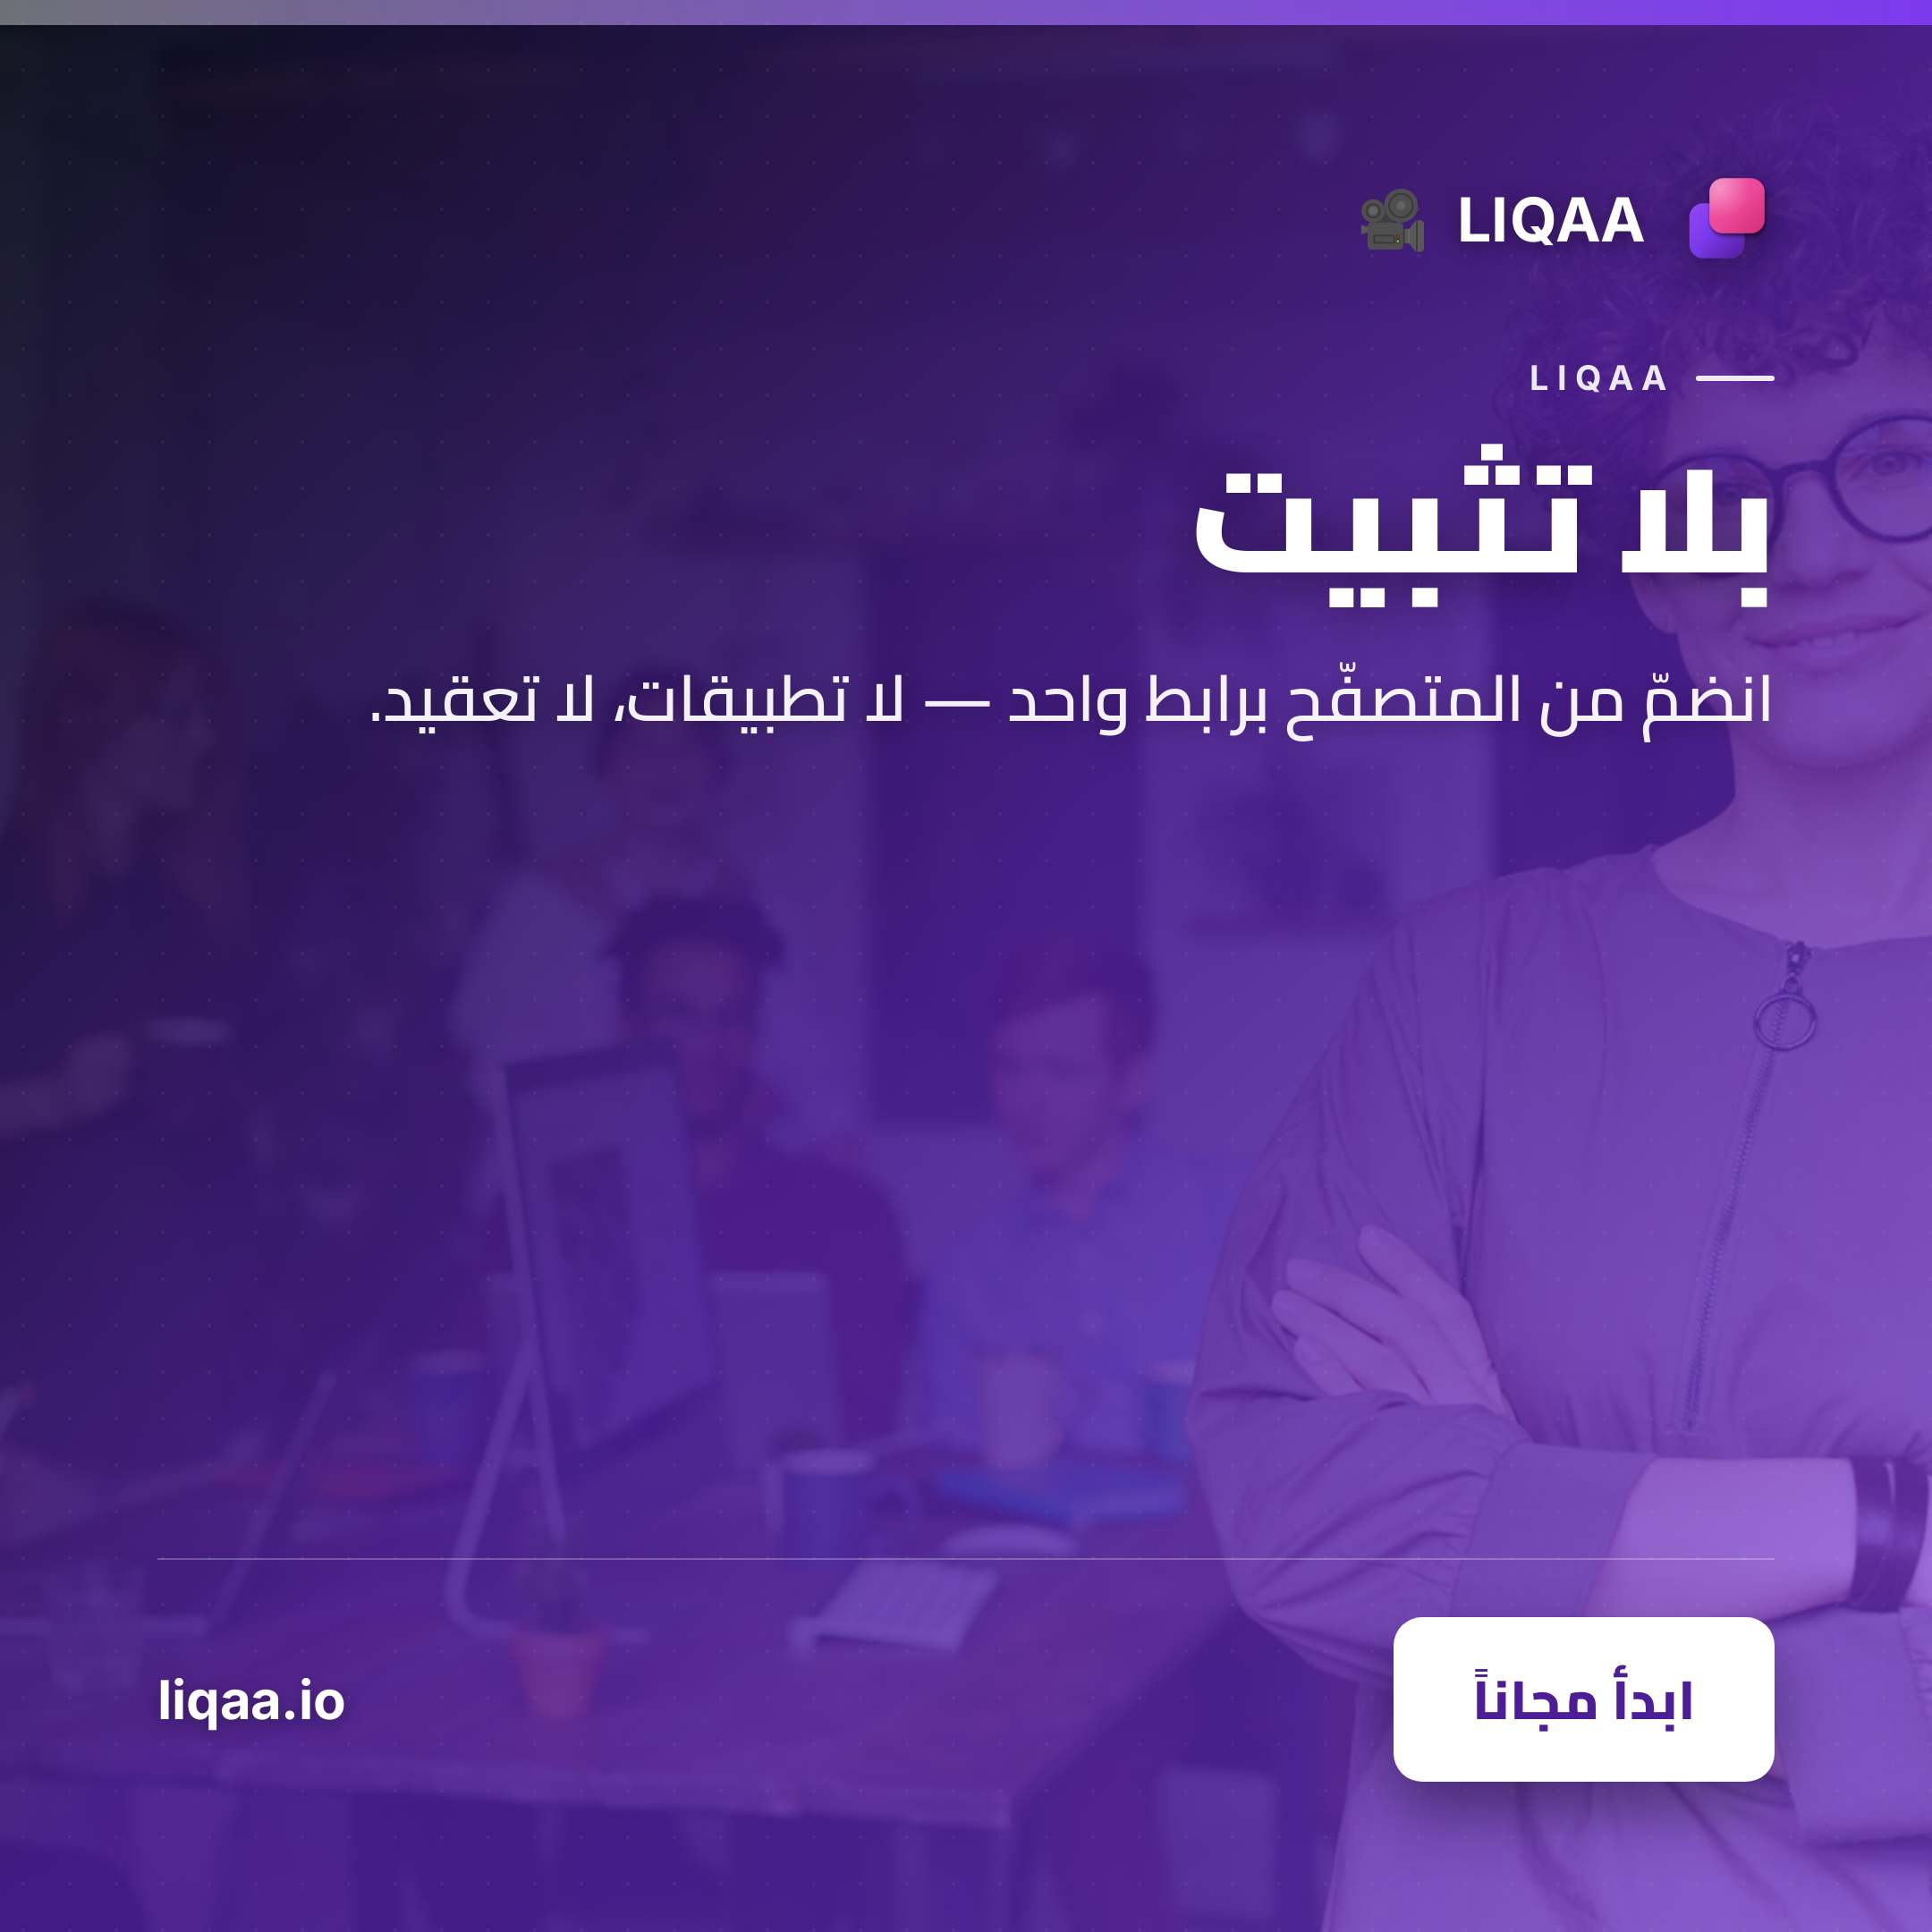 LIQAA
LIQAA
بلا تثبيت
انضمّ من المتصفّح برابط واحد — لا تطبيقات، لا تعقيد.
ابدأ مجاناً
liqaa.io